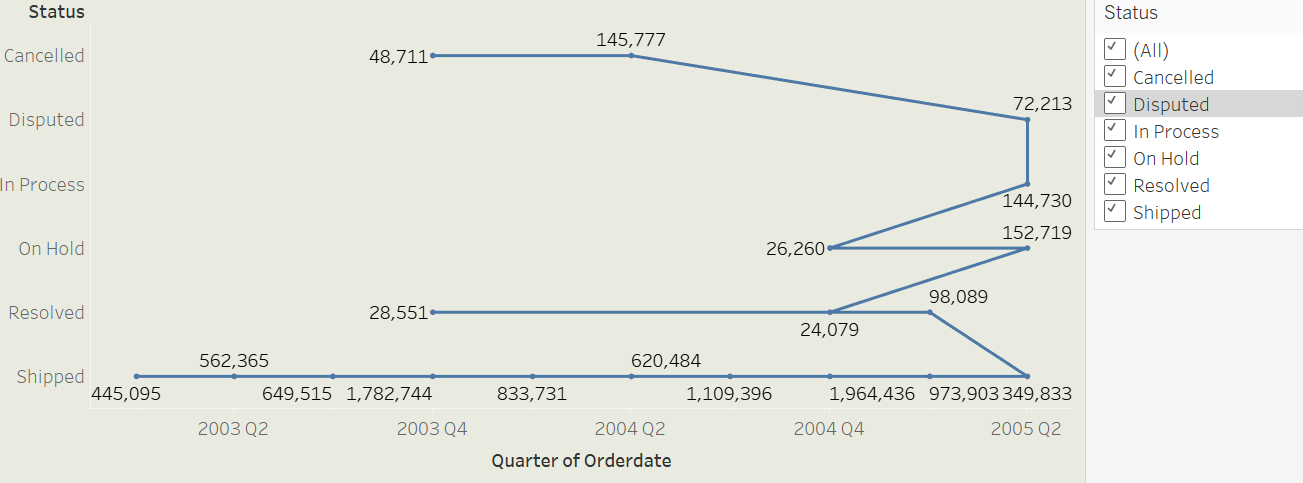 Status
Cancelled
48,711
145,777
Disputed
72,213
In Process
144,730
On Hold
26,260
152,719
Resolved
28,551
24,079
98,089
Shipped
562,365
620,484
445,095
649,515
1,782,744
833,731
1,109,396
1,964,436
973,903
349,833
2003 Q2
2003 Q4
2004 Q2
2004 Q4
2005 Q2
Quarter of Orderdate
Status
(All)
Cancelled
Disputed
In Process
On Hold
Resolved
Shipped